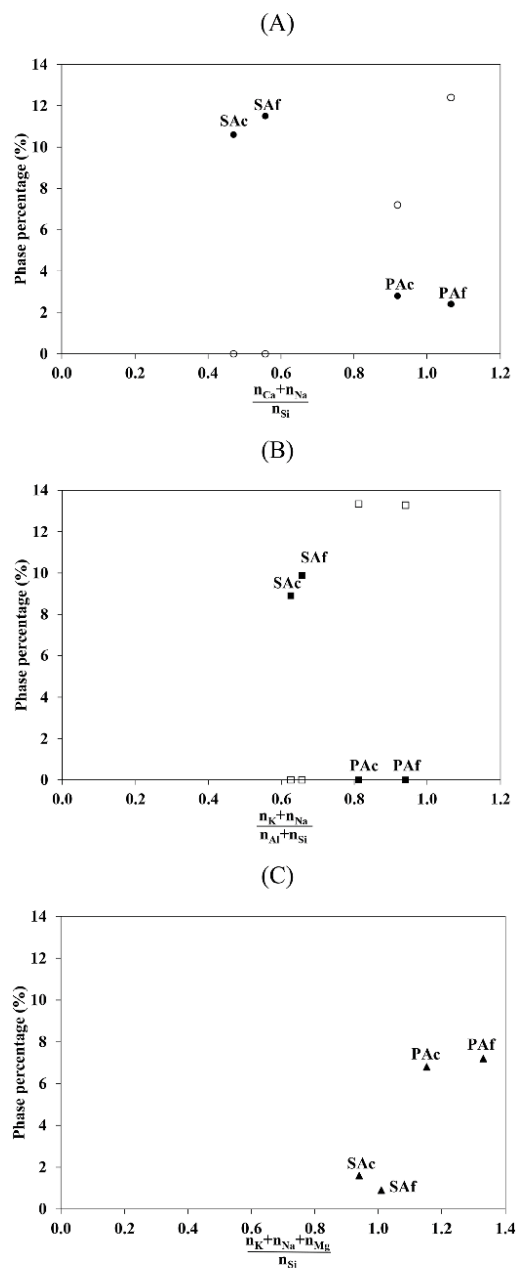 (A)
14
12
10
8
6
4
2
0
Phase percentage (%)
SAc
SAf
PAc
PAf
0.0 0.2 0.4 0.6 0.8 1.0 1.2
nCa+nNa
nSi
(B)
14
12
10
8
6
4
2
0
Phase percentage (%)
SAf
SAc
PAc
PAf
0.0 0.2 0.4 0.6 0.8 1.0 1.2
nK+nNa
nAl+nSi
(C)
14
12
10
8
6
4
2
0
Phase percentage (%)
PAf
PAc
SAc
SAf
0.0 0.2 0.4 0.6 0.8 1.0 1.2 1.4
nK+nNa+nMg
nSi